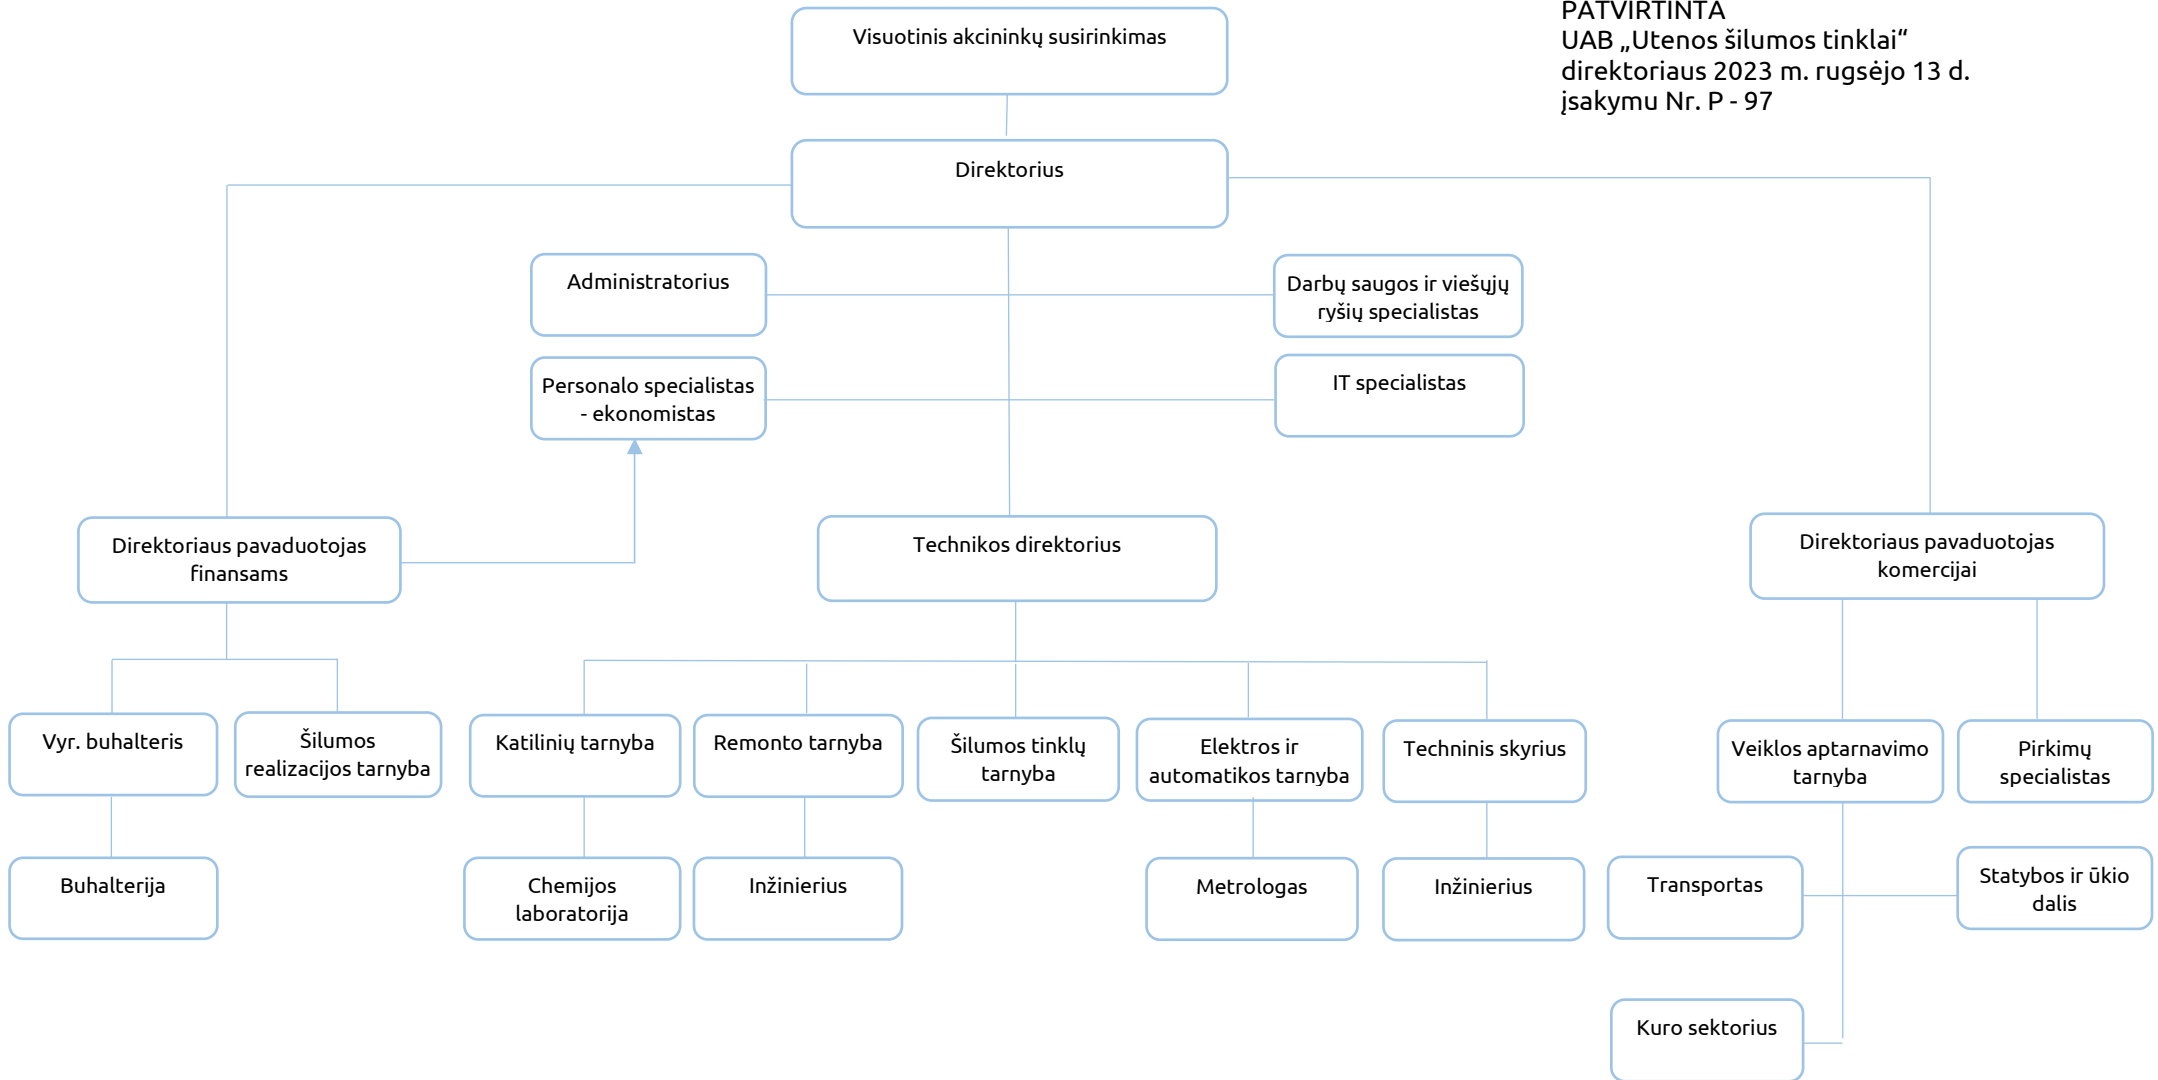 PATVIRTINTA
UAB „Utenos šilumos tinklai“
direktoriaus 2023 m. rugsėjo 13 d.
įsakymu Nr. P - 97
Visuotinis akcininkų susirinkimas
Direktorius
Administratorius
Darbų saugos ir viešųjų
ryšių specialistas
Personalo specialistas
- ekonomistas
IT specialistas
Direktoriaus pavaduotojas
finansams
Technikos direktorius
Direktoriaus pavaduotojas
komercijai
Vyr. buhalteris
Šilumos
realizacijos tarnyba
Katilinių tarnyba
Remonto tarnyba
Šilumos tinklų
tarnyba
Elektros ir
automatikos tarnyba
Techninis skyrius
Veiklos aptarnavimo
tarnyba
Pirkimų
specialistas
Buhalterija
Chemijos
laboratorija
Inžinierius
Metrologas
Inžinierius
Transportas
Statybos ir ūkio
dalis
Kuro sektorius